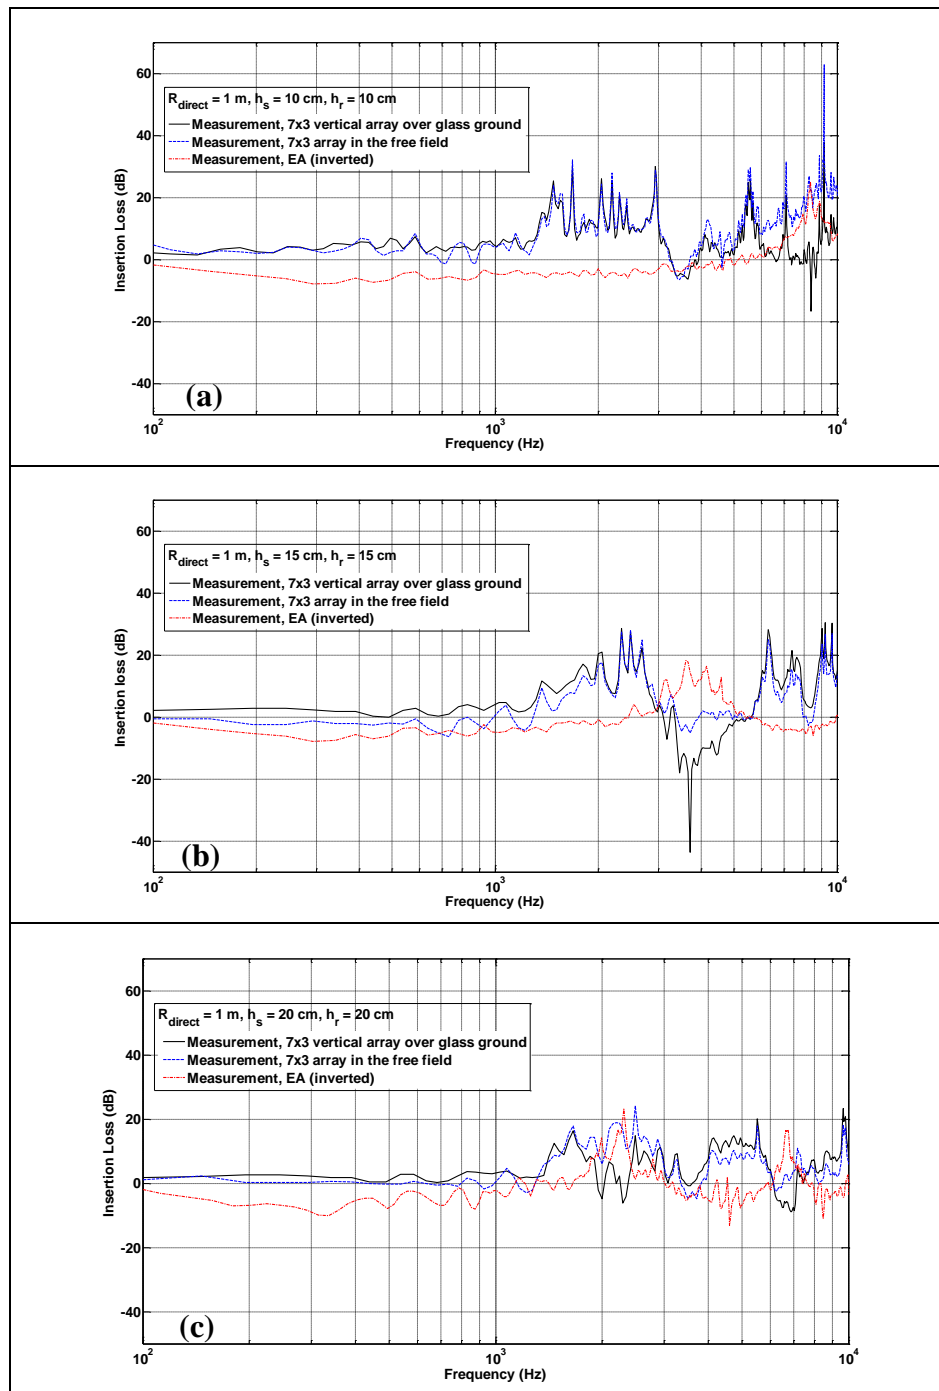 60
40
20
0
-20
-40
Insertion Loss (dB)
R_direct = 1 m, h_s = 10 cm, h_r = 10 cm
Measurement, 7x3 vertical array over glass ground
Measurement, 7x3 array in the free field
Measurement, EA (inverted)
(a)
10^2 10^3 10^4
Frequency (Hz)
60
40
20
0
-20
-40
Insertion loss (dB)
R_direct = 1 m, h_s = 15 cm, h_r = 15 cm
Measurement, 7x3 vertical array over glass ground
Measurement, 7x3 array in the free field
Measurement, EA (inverted)
(b)
10^2 10^3 10^4
Frequency (Hz)
60
40
20
0
-20
-40
Insertion Loss (dB)
R_direct = 1 m, h_s = 20 cm, h_r = 20 cm
Measurement, 7x3 vertical array over glass ground
Measurement, 7x3 array in the free field
Measurement, EA (inverted)
(c)
10^2 10^3 10^4
Frequency (Hz)